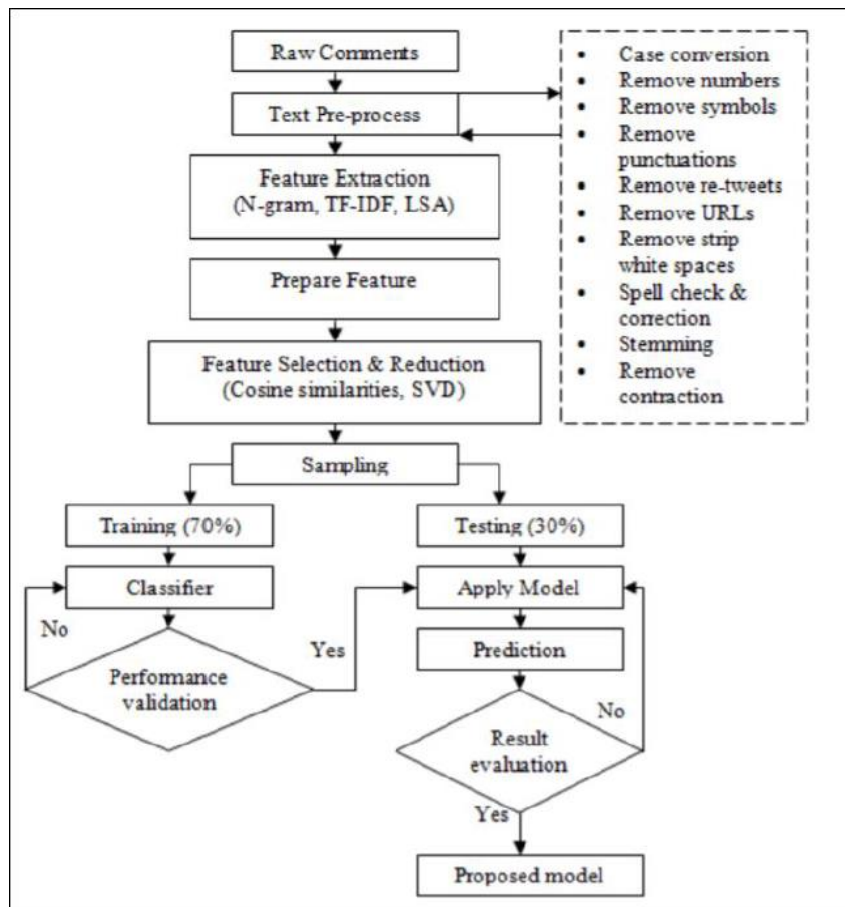 Raw Comments
Text Pre-process
Feature Extraction
(N-gram, TF-IDF, LSA)
Prepare Feature
Feature Selection & Reduction
(Cosine similarities, SVD)
• Case conversion
• Remove numbers
• Remove symbols
• Remove
punctuations
• Remove re-tweets
• Remove URLs
• Remove strip
white spaces
• Spell check &
correction
• Stemming
• Remove
contraction
Sampling
Training (70%)
Testing (30%)
Classifier
Apply Model
No
Yes
Performance
validation
Prediction
No
Result
evaluation
Yes
Proposed model